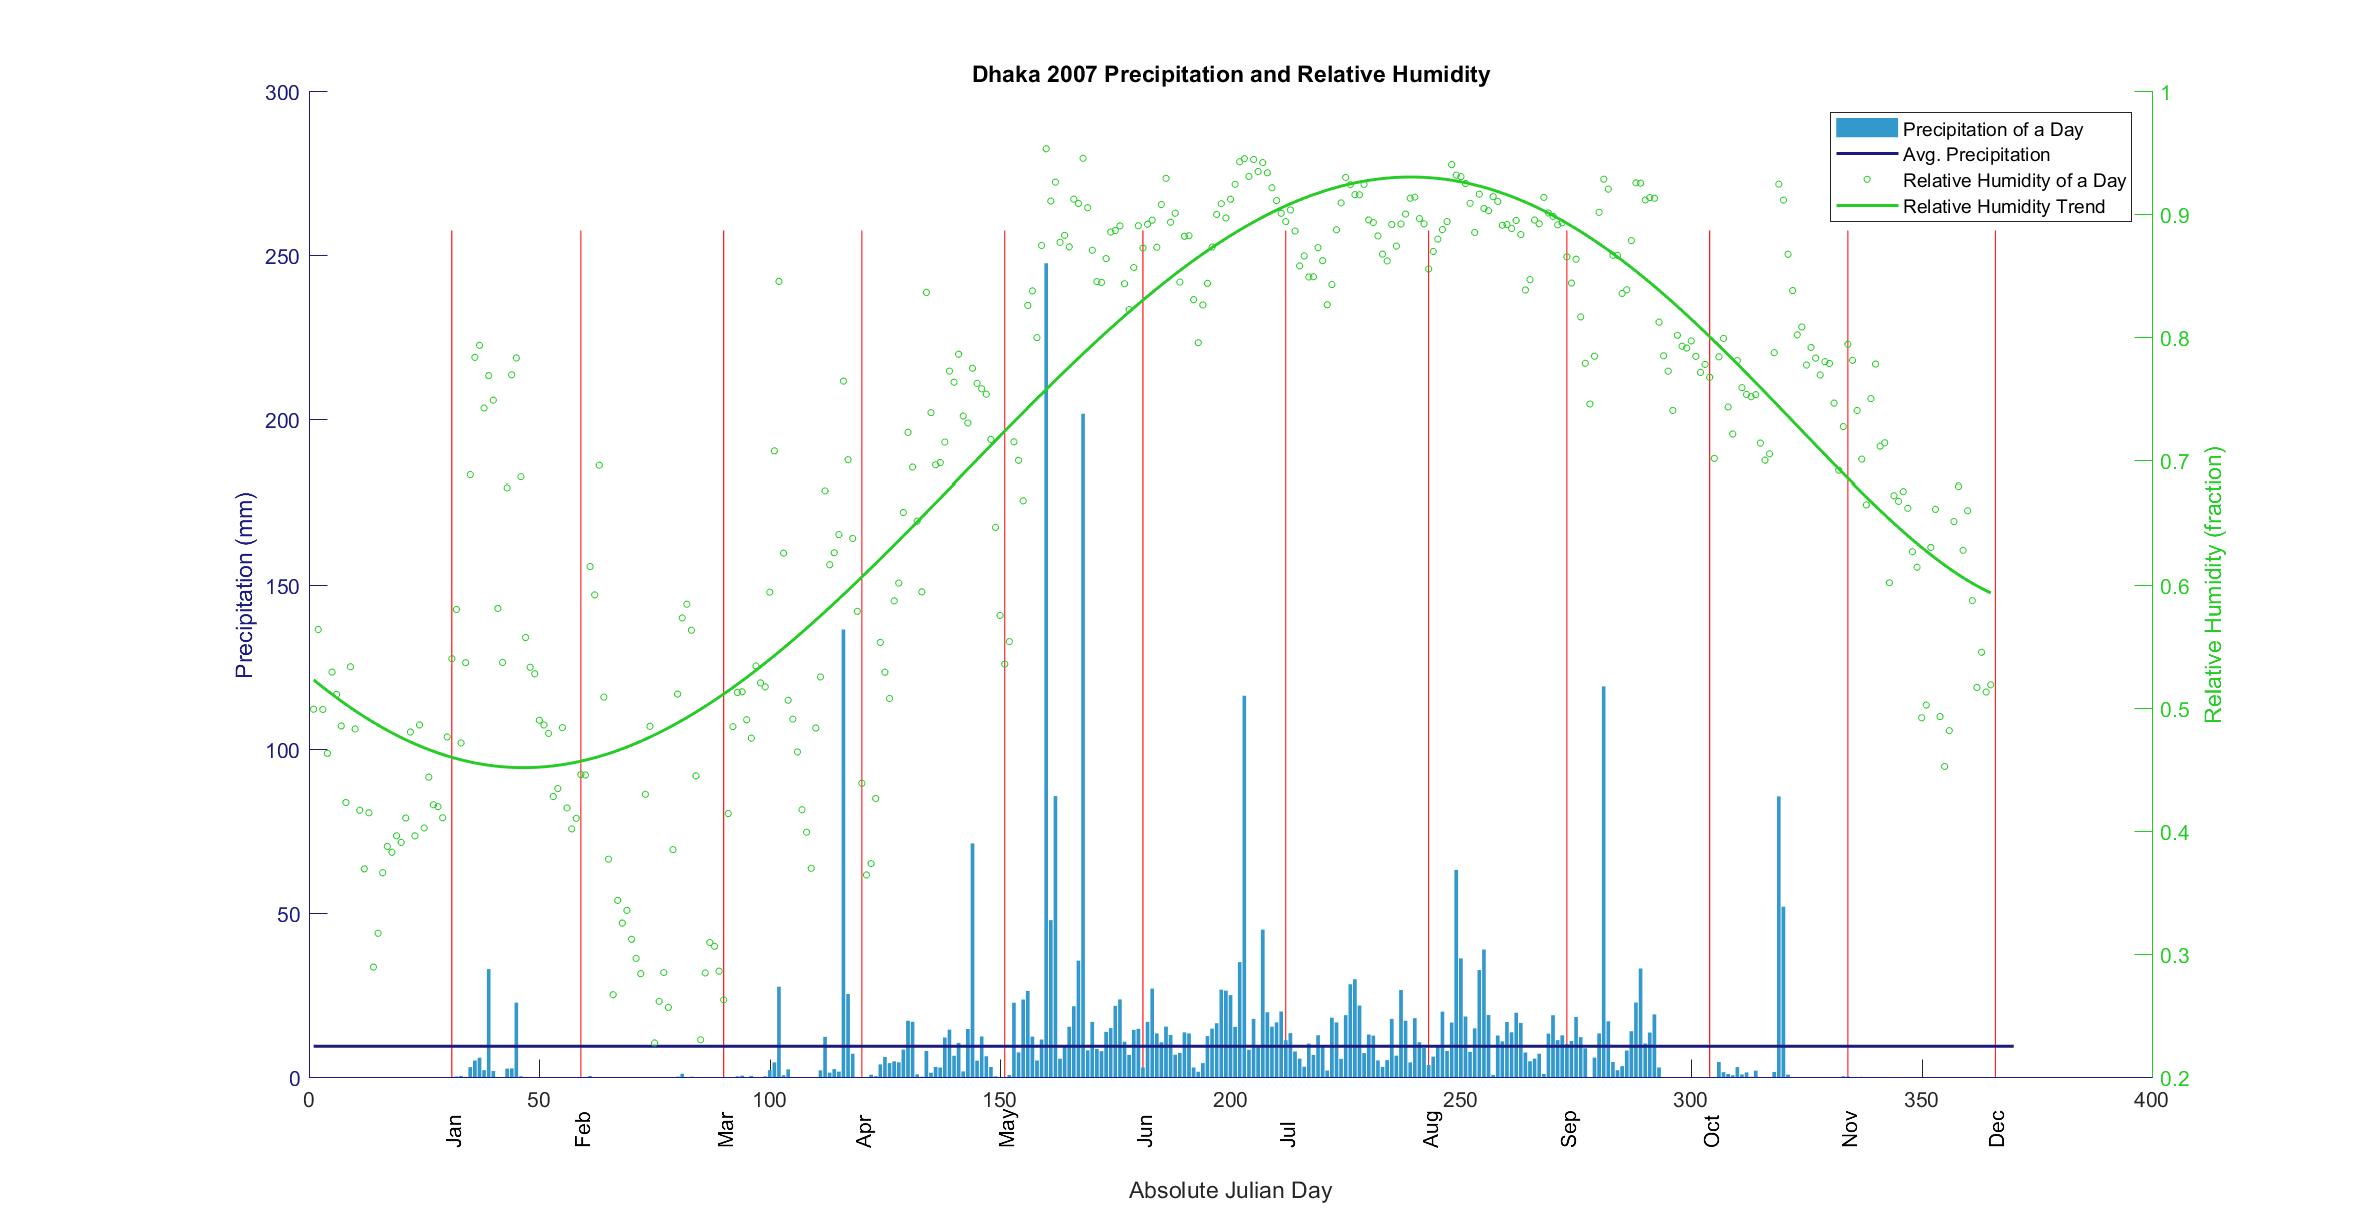 Dhaka 2007 Precipitation and Relative Humidity
Precipitation of a Day
Avg. Precipitation
Relative Humidity of a Day
Relative Humidity Trend
300
250
200
150
100
50
0
Precipitation (mm)
1
0.9
0.8
0.7
0.6
0.5
0.4
0.3
0.2
Relative Humidity (fraction)
0 50 100 150 200 250 300 350 400
Jan Feb Mar Apr May Jun Jul Aug Sep Oct Nov Dec
Absolute Julian Day